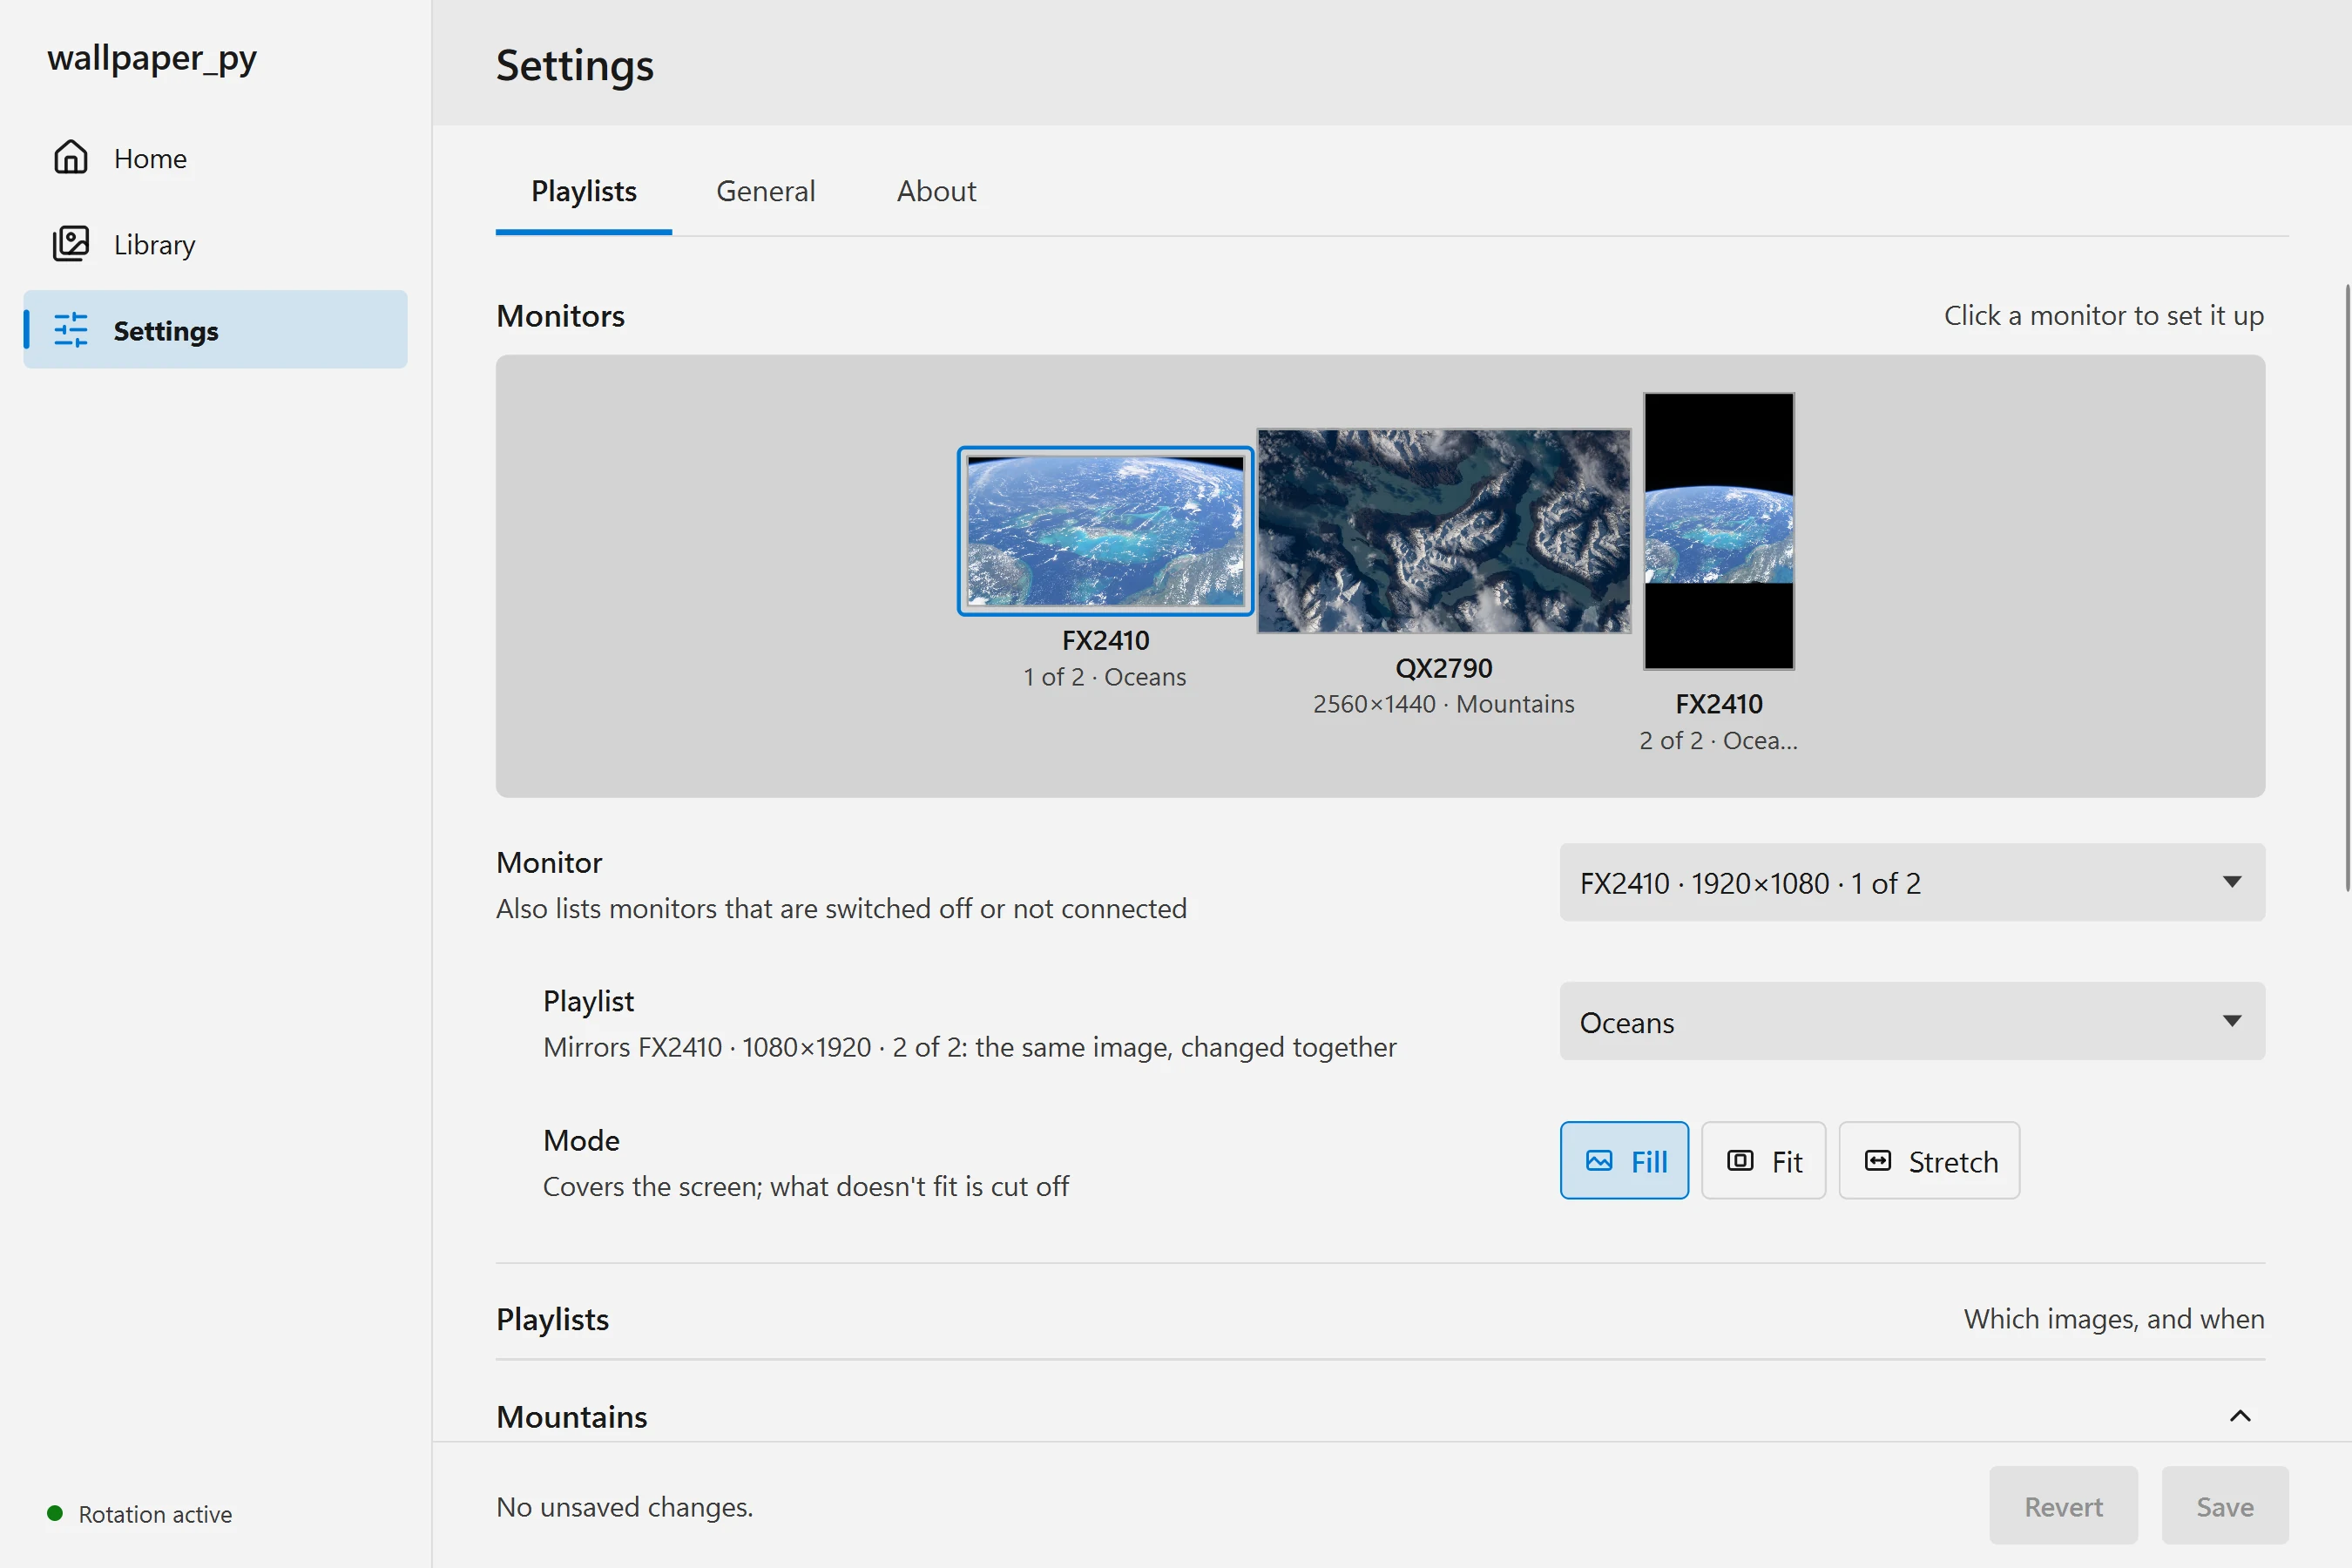 wallpaper_py
Home
Library
Settings
Rotation active
Settings
Playlists
General
About
Monitors
Click a monitor to set it up
FX2410
1 of 2 · Oceans
QX2790
2560×1440 · Mountains
FX2410
2 of 2 · Ocea...
Monitor
Also lists monitors that are switched off or not connected
FX2410 · 1920×1080 · 1 of 2
Playlist
Mirrors FX2410 · 1080×1920 · 2 of 2: the same image, changed together
Oceans
Mode
Covers the screen; what doesn't fit is cut off
Fill
Fit
Stretch
Playlists
Which images, and when
Mountains
No unsaved changes.
Revert
Save